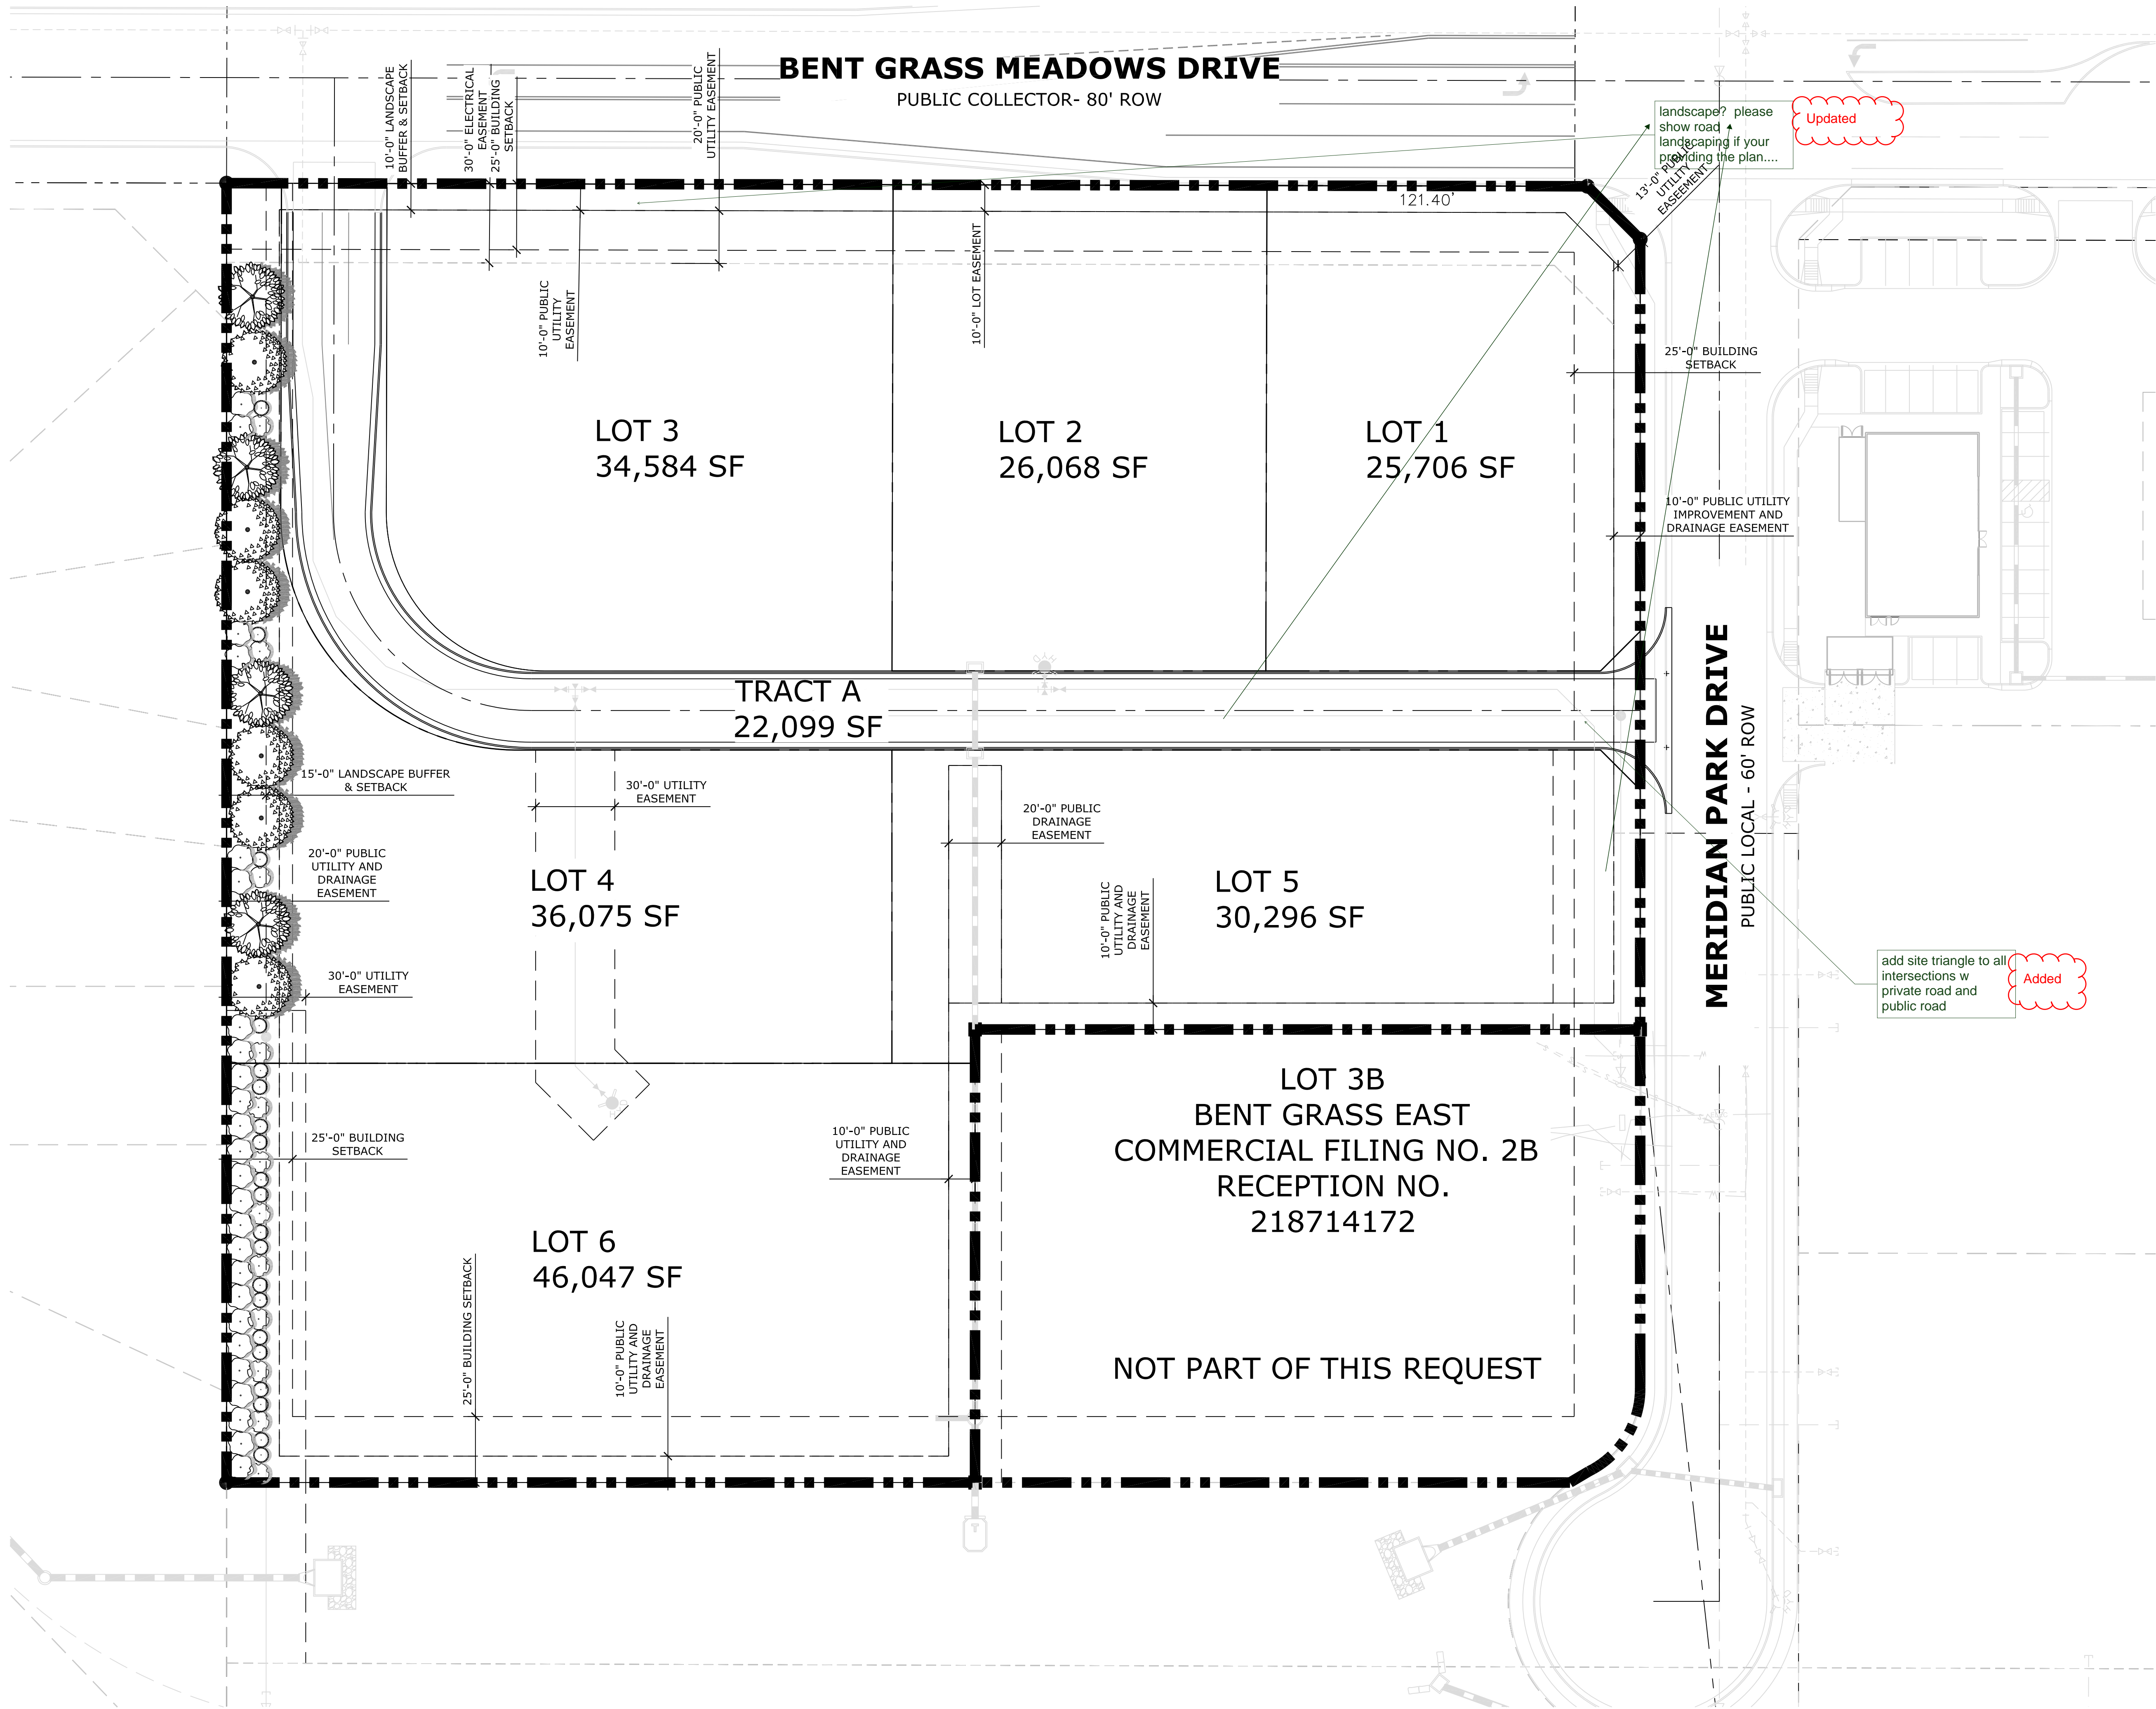 BENT GRASS MEADOWS DRIVE
PUBLIC COLLECTOR- 80' ROW
10'-0" LANDSCAPE
BUFFER & SETBACK
30'-0" ELECTRICAL
EASEMENT
25'-0" BUILDING
SETBACK
20'-0" PUBLIC
UTILITY EASEMENT
landscape?  please
show road
landscaping if your
providing the plan....
Updated
13'-0" PUBLIC
UTILITY
EASEMENT
121.40'
10'-0" PUBLIC
UTILITY
EASEMENT
10'-0" LOT EASEMENT
25'-0" BUILDING
SETBACK
LOT 3
34,584 SF
LOT 2
26,068 SF
LOT 1
25,706 SF
10'-0" PUBLIC UTILITY
IMPROVEMENT AND
DRAINAGE EASEMENT
TRACT A
22,099 SF
MERIDIAN PARK DRIVE
PUBLIC LOCAL - 60' ROW
15'-0" LANDSCAPE BUFFER
& SETBACK
30'-0" UTILITY
EASEMENT
20'-0" PUBLIC
DRAINAGE
EASEMENT
20'-0" PUBLIC
UTILITY AND
DRAINAGE
EASEMENT
LOT 4
36,075 SF
10'-0" PUBLIC
UTILITY AND
DRAINAGE
EASEMENT
LOT 5
30,296 SF
add site triangle to all
intersections w
private road and
public road
Added
30'-0" UTILITY
EASEMENT
25'-0" BUILDING
SETBACK
10'-0" PUBLIC
UTILITY AND
DRAINAGE
EASEMENT
LOT 3B
BENT GRASS EAST
COMMERCIAL FILING NO. 2B
RECEPTION NO.
218714172
LOT 6
46,047 SF
25'-0" BUILDING SETBACK
10'-0" PUBLIC
UTILITY AND
DRAINAGE
EASEMENT
NOT PART OF THIS REQUEST